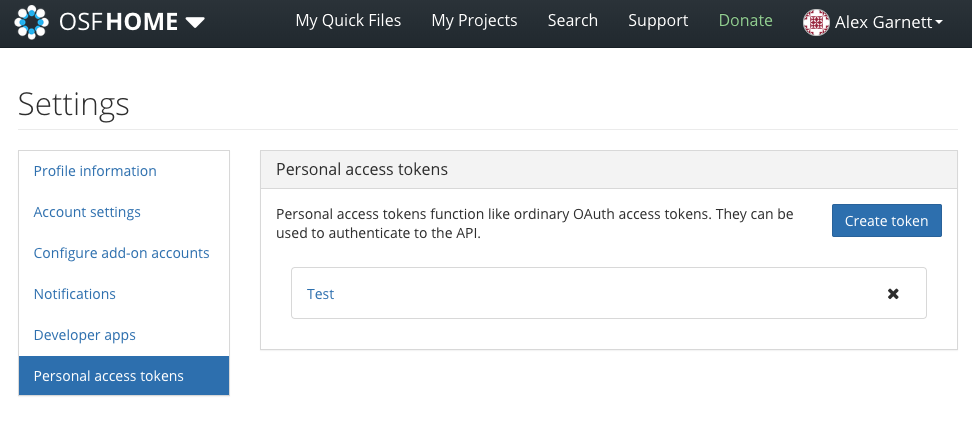 OSFHOME My Quick Files My Projects Search Support Donate Alex Garnett
Settings
Profile information
Account settings
Configure add-on accounts
Notifications
Developer apps
Personal access tokens
Personal access tokens
Personal access tokens function like ordinary OAuth access tokens. They can be
used to authenticate to the API.
Create token
Test